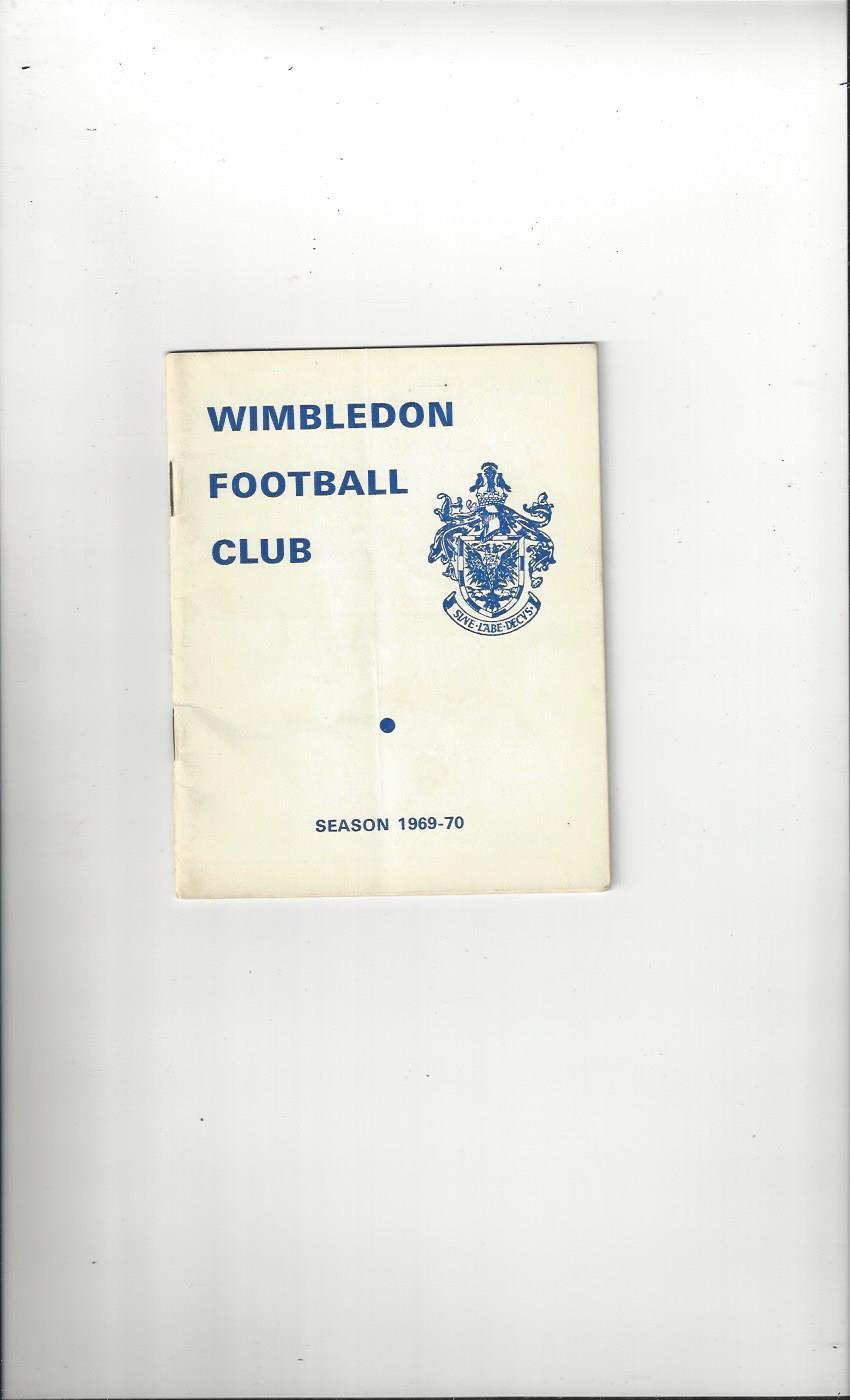 WIMBLEDON
FOOTBALL
CLUB
SINE·LABE·DECVS·
SEASON 1969-70